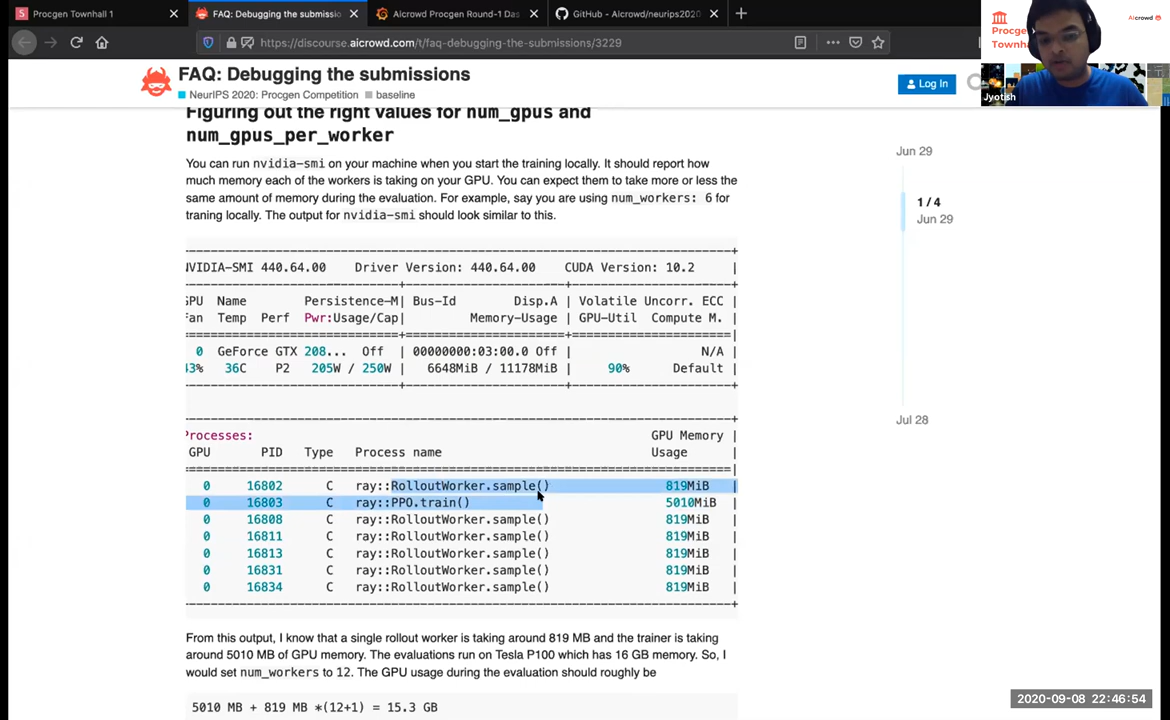 Procgen Townhall 1
FAQ: Debugging the submissio
AIcrowd Procgen Round-1 Das
GitHub - AIcrowd/neurips2020
https://discourse.aicrowd.com/t/faq-debugging-the-submissions/3229
Procge
Townh
AIcrowd
Jyotish
FAQ: Debugging the submissions
NeurIPS 2020: Procgen Competition baseline
Log In
Figuring out the right values for num_gpus and
num_gpus_per_worker
You can run nvidia-smi on your machine when you start the training locally. It should report how
much memory each of the workers is taking on your GPU. You can expect them to take more or less the
same amount of memory during the evaluation. For example, say you are using num_workers: 6 for
traning locally. The output for nvidia-smi should look similar to this.
Jun 29
1 / 4
Jun 29
Jul 28
NVIDIA-SMI 440.64.00 Driver Version: 440.64.00 CUDA Version: 10.2 |
GPU Name Persistence-M| Bus-Id Disp.A | Volatile Uncorr. ECC |
Fan Temp Perf Pwr:Usage/Cap| Memory-Usage | GPU-Util Compute M. |
0 GeForce GTX 208... Off | 00000000:03:00.0 Off | N/A |
43% 36C P2 205W / 250W | 6648MiB / 11178MiB | 90% Default |
Processes: GPU Memory |
GPU PID Type Process name Usage |
0 16802 C ray::RolloutWorker.sample() 819MiB |
0 16803 C ray::PPO.train() 5010MiB |
0 16808 C ray::RolloutWorker.sample() 819MiB |
0 16811 C ray::RolloutWorker.sample() 819MiB |
0 16813 C ray::RolloutWorker.sample() 819MiB |
0 16831 C ray::RolloutWorker.sample() 819MiB |
0 16834 C ray::RolloutWorker.sample() 819MiB |
From this output, I know that a single rollout worker is taking around 819 MB and the trainer is taking
around 5010 MB of GPU memory. The evaluations run on Tesla P100 which has 16 GB memory. So, I
would set num_workers to 12. The GPU usage during the evaluation should roughly be
5010 MB + 819 MB *(12+1) = 15.3 GB
2020-09-08 22:46:54